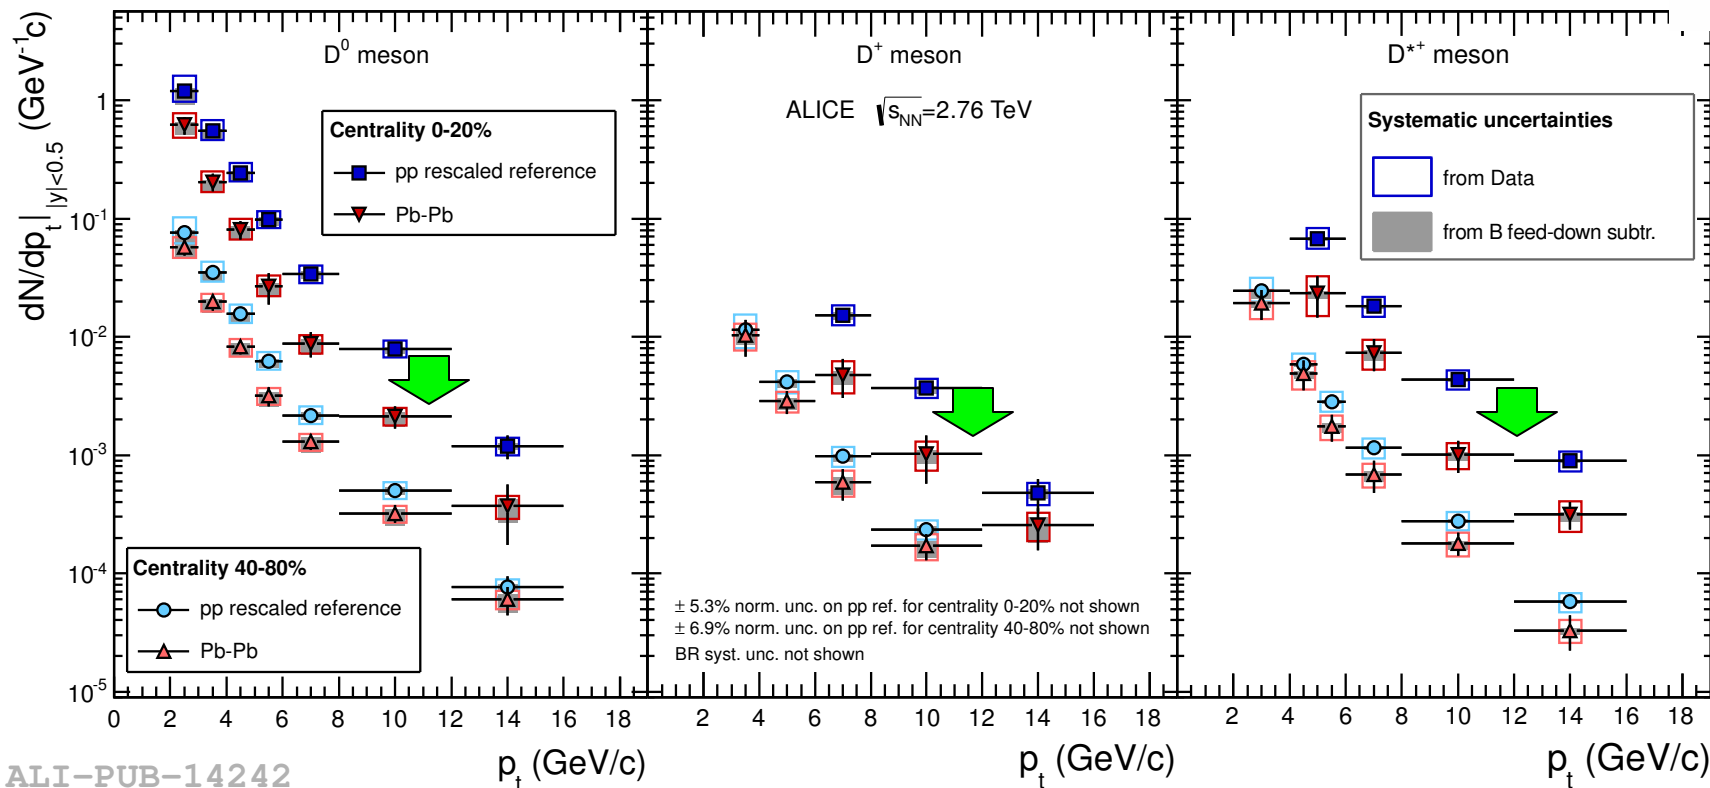 dN/dp_t|_|y|<0.5 (GeV⁻¹c)
1
10⁻¹
10⁻²
10⁻³
10⁻⁴
10⁻⁵
D⁰ meson
Centrality 0-20%
pp rescaled reference
Pb-Pb
Centrality 40-80%
pp rescaled reference
Pb-Pb
0 2 4 6 8 10 12 14 16 18
p_t (GeV/c)
D⁺ meson
ALICE √s_NN=2.76 TeV
± 5.3% norm. unc. on pp ref. for centrality 0-20% not shown
± 6.9% norm. unc. on pp ref. for centrality 40-80% not shown
BR syst. unc. not shown
2 4 6 8 10 12 14 16 18
p_t (GeV/c)
D*⁺ meson
Systematic uncertainties
from Data
from B feed-down subtr.
2 4 6 8 10 12 14 16 18
p_t (GeV/c)
ALI-PUB-14242